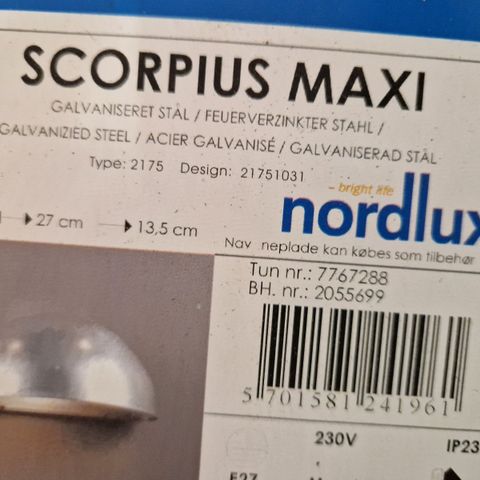 SCORPIUS MAXI
GALVANISERET STÅL / FEUERVERZINKTER STAHL /
GALVANIZIED STEEL / ACIER GALVANISÉ / GALVANISERAD STÅL
Type: 2175 Design: 21751031
27 cm 13,5 cm
- bright life
nordlux
Nav neplade kan købes som tilbehør
Tun nr.: 7767288
BH. nr.: 2055699
5 701581 241961
230V IP23
E27